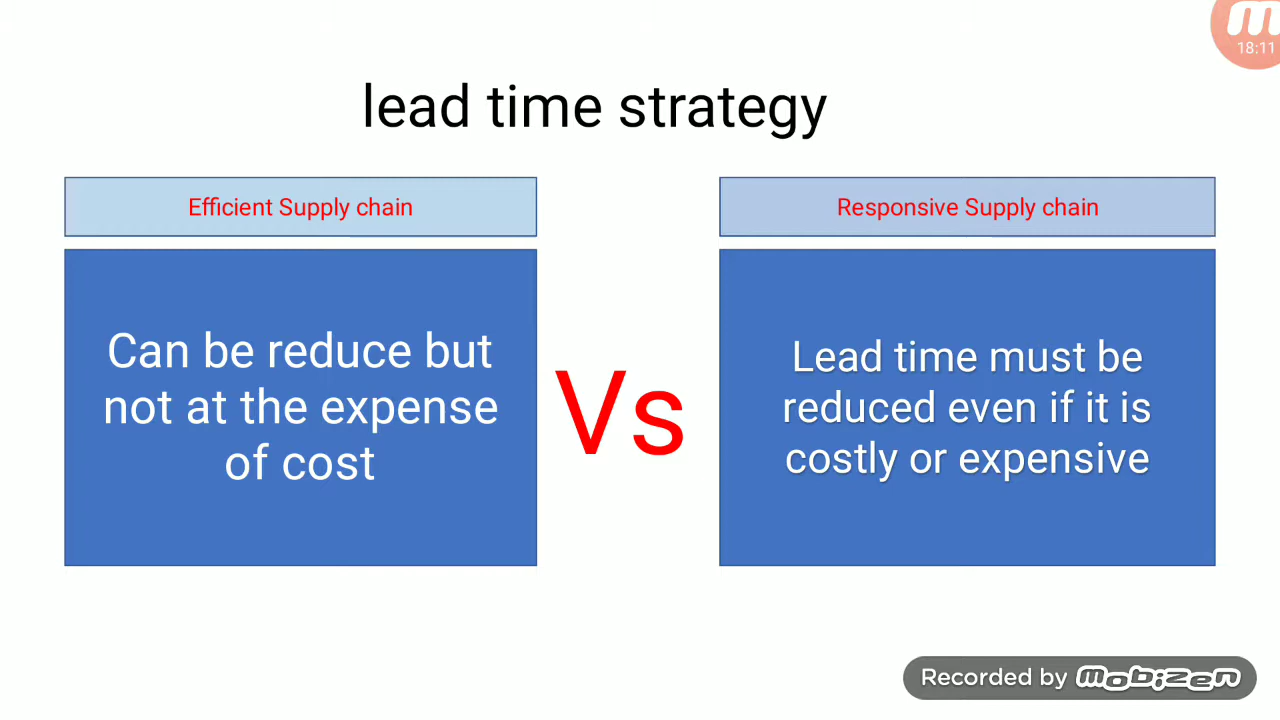 18:11
lead time strategy
Efficient Supply chain
Responsive Supply chain
Can be reduce but
not at the expense
of cost
Vs
Lead time must be
reduced even if it is
costly or expensive
Recorded by mobizen